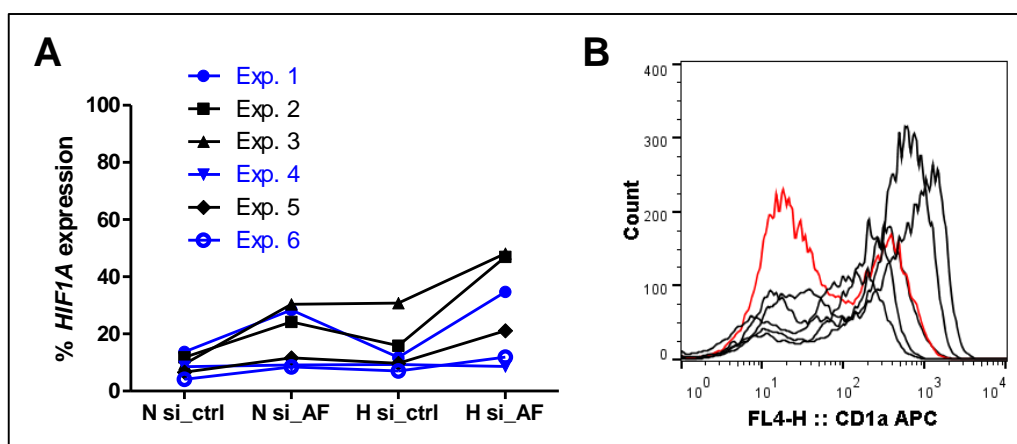 A
Exp. 1
Exp. 2
Exp. 3
Exp. 4
Exp. 5
Exp. 6
% HIF1A expression
100
80
60
40
20
0
N si_ctrl N si_AF H si_ctrl H si_AF
B
Count
400
300
200
100
0
10^0 10^1 10^2 10^3 10^4
FL4-H :: CD1a APC